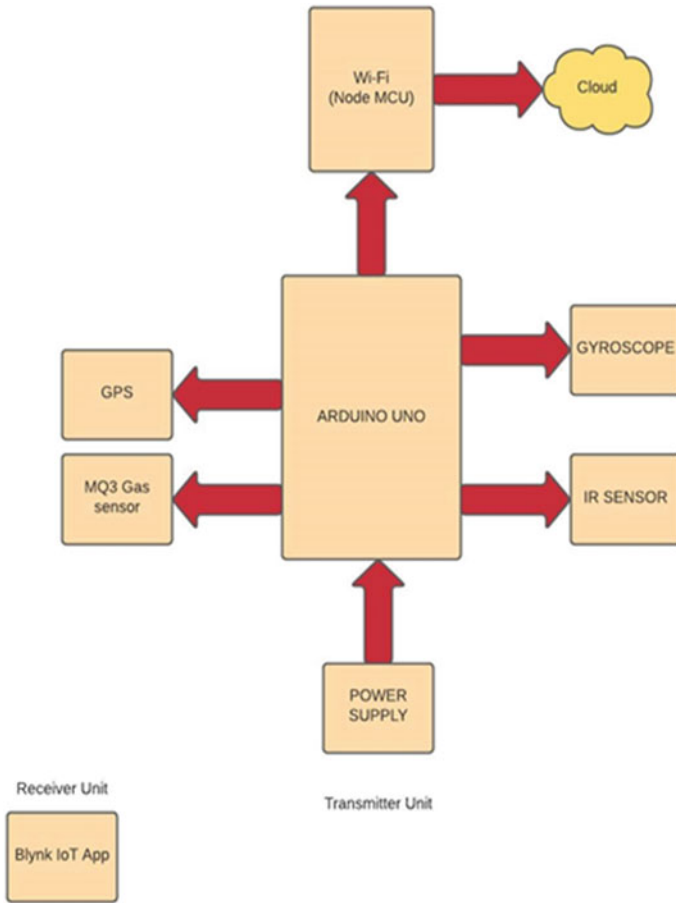 Wi-Fi
(Node MCU)
Cloud
GYROSCOPE
GPS
ARDUINO UNO
MQ3 Gas
sensor
IR SENSOR
POWER
SUPPLY
Receiver Unit
Transmitter Unit
Blynk IoT App